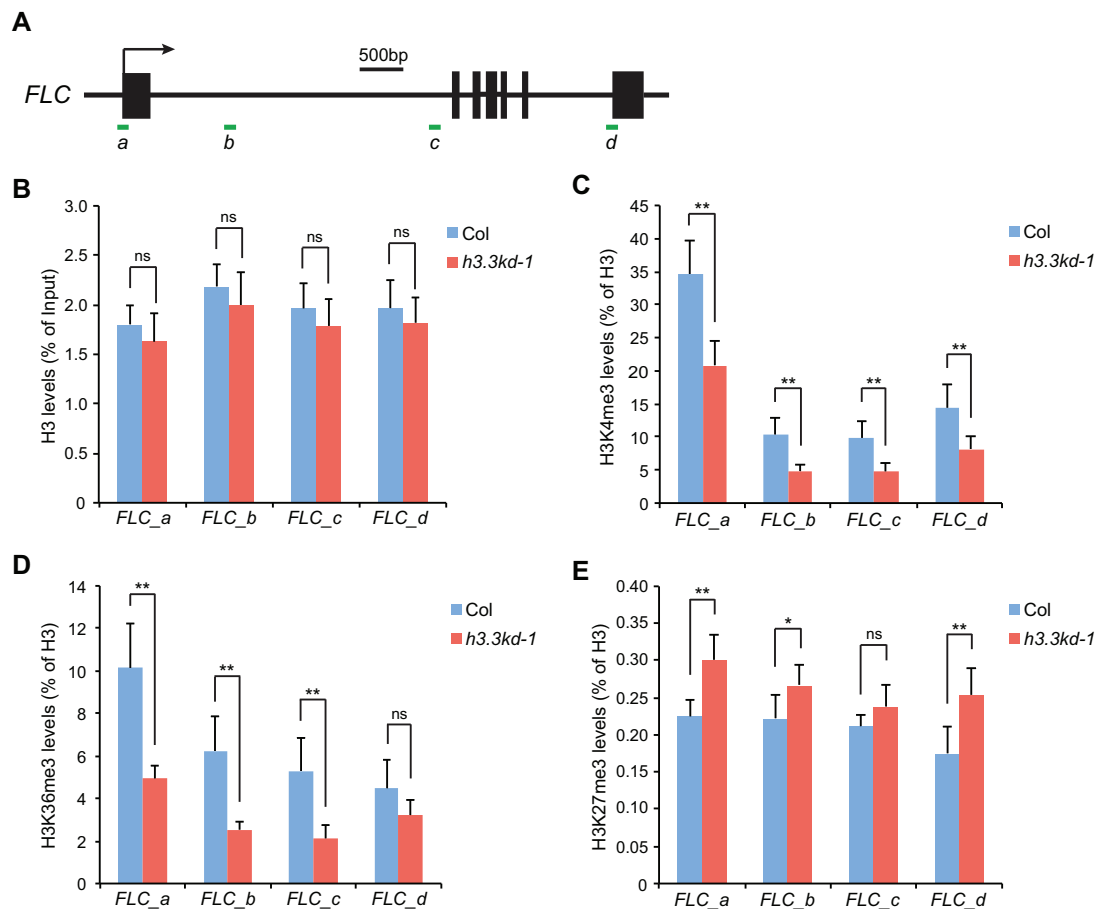 A
500bp
FLC
a b c d
B
H3 levels (% of Input)
3.0
2.5
2.0
1.5
1.0
0.5
0
ns ns ns ns
Col
h3.3kd-1
FLC_a FLC_b FLC_c FLC_d
C
H3K4me3 levels (% of H3)
45
40
35
30
25
20
15
10
5
0
** ** ** **
Col
h3.3kd-1
FLC_a FLC_b FLC_c FLC_d
D
H3K36me3 levels (% of H3)
14
12
10
8
6
4
2
0
** ** ** ns
Col
h3.3kd-1
FLC_a FLC_b FLC_c FLC_d
E
H3K27me3 levels (% of H3)
0.40
0.35
0.30
0.25
0.20
0.15
0.10
0.05
0
** * ns **
Col
h3.3kd-1
FLC_a FLC_b FLC_c FLC_d